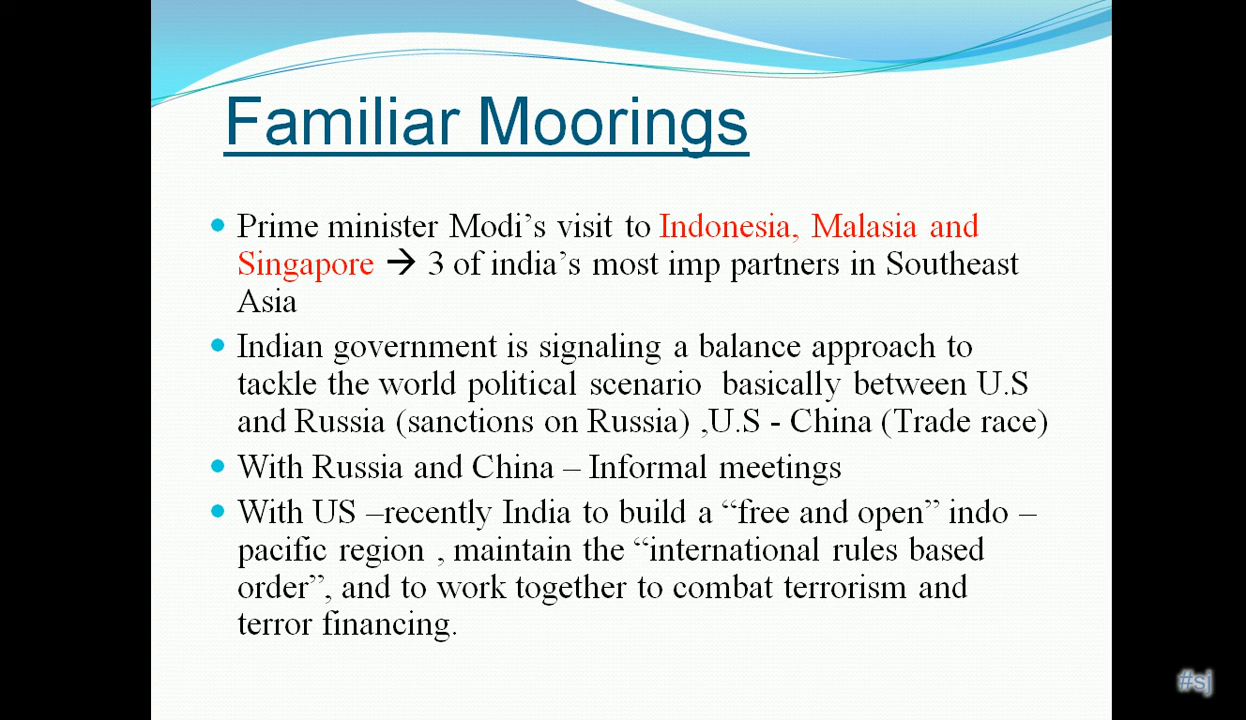 Familiar Moorings
• Prime minister Modi’s visit to Indonesia, Malasia and
Singapore → 3 of india’s most imp partners in Southeast
Asia
• Indian government is signaling a balance approach to
tackle the world political scenario basically between U.S
and Russia (sanctions on Russia) ,U.S - China (Trade race)
• With Russia and China – Informal meetings
• With US –recently India to build a “free and open” indo –
pacific region , maintain the “international rules based
order”, and to work together to combat terrorism and
terror financing.
#sj